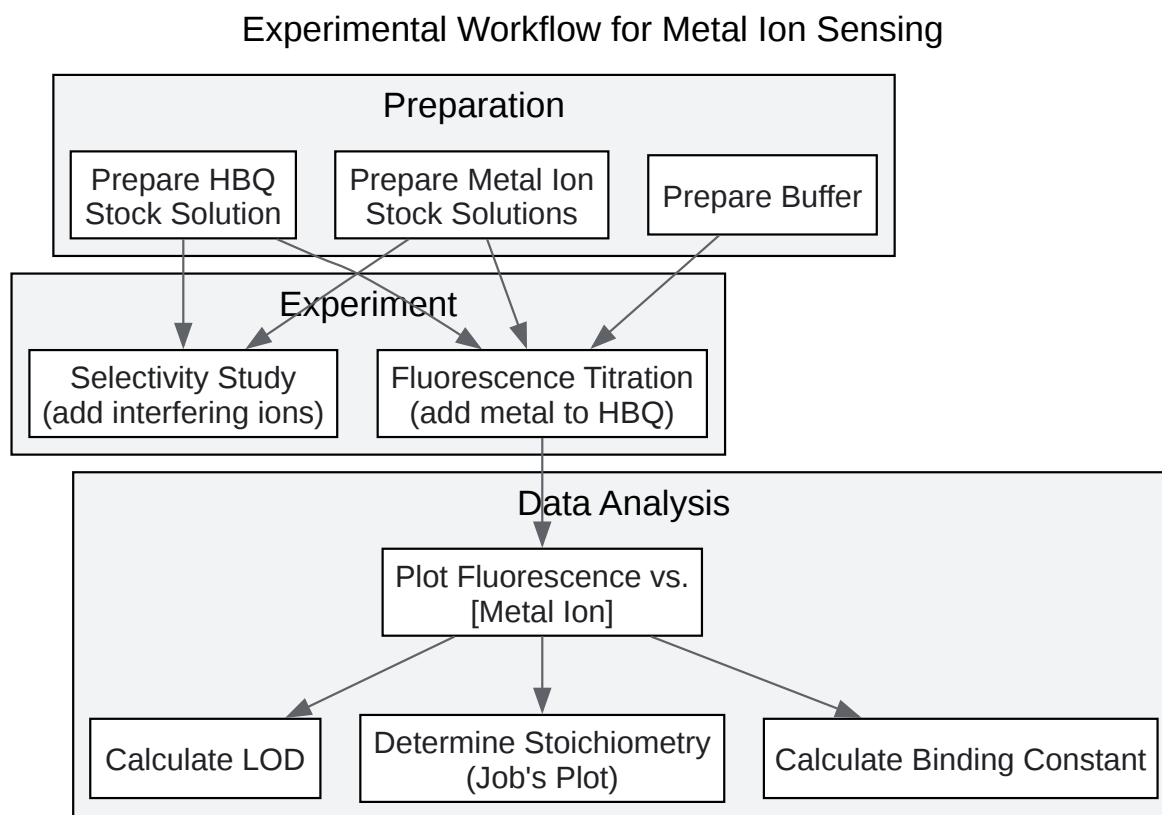 Experimental Workflow for Metal Ion Sensing
Preparation
Prepare HBQ
Stock Solution
Prepare Metal Ion
Stock Solutions
Prepare Buffer
Experiment
Selectivity Study
(add interfering ions)
Fluorescence Titration
(add metal to HBQ)
Data Analysis
Plot Fluorescence vs.
[Metal Ion]
Calculate LOD
Determine Stoichiometry
(Job's Plot)
Calculate Binding Constant